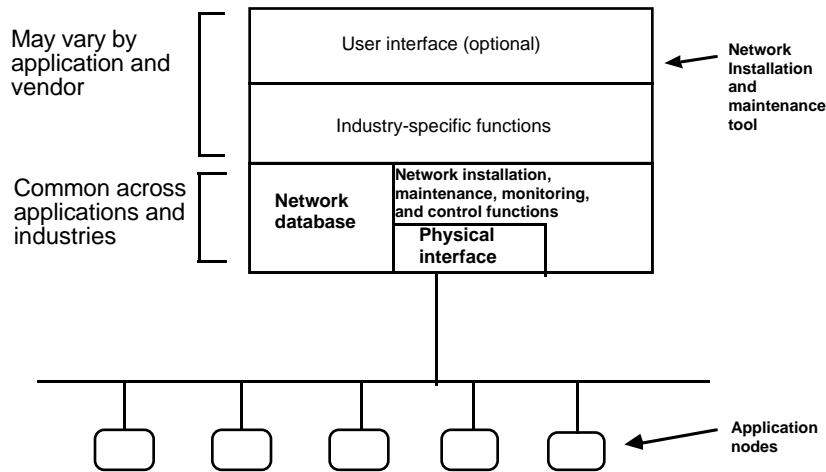 May vary by
application and
vendor
User interface (optional)
Network
Installation
and
maintenance
tool
Industry-specific functions
Common across
applications and
industries
Network
database
Network installation,
maintenance, monitoring,
and control functions
Physical
interface
Application
nodes